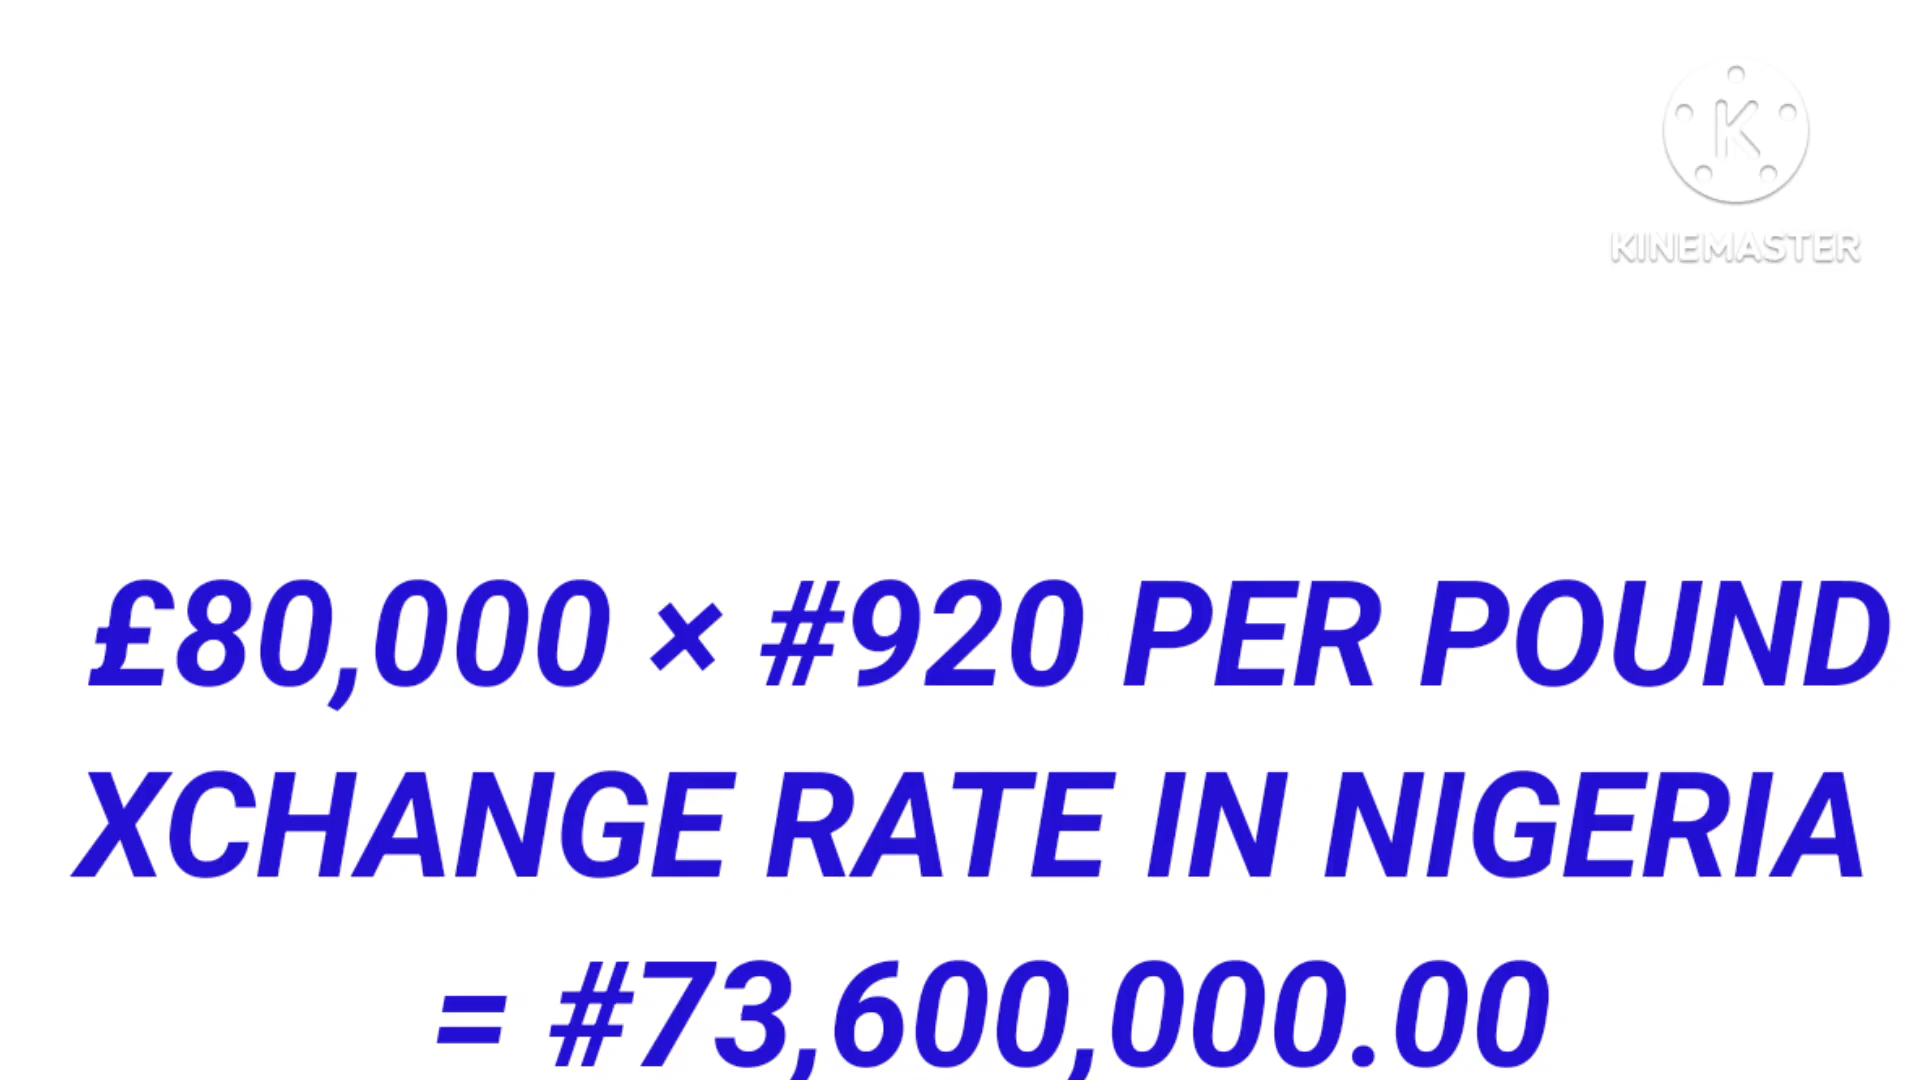 K
KINEMASTER
£80,000 × #920 PER POUND
XCHANGE RATE IN NIGERIA
= #73,600,000.00